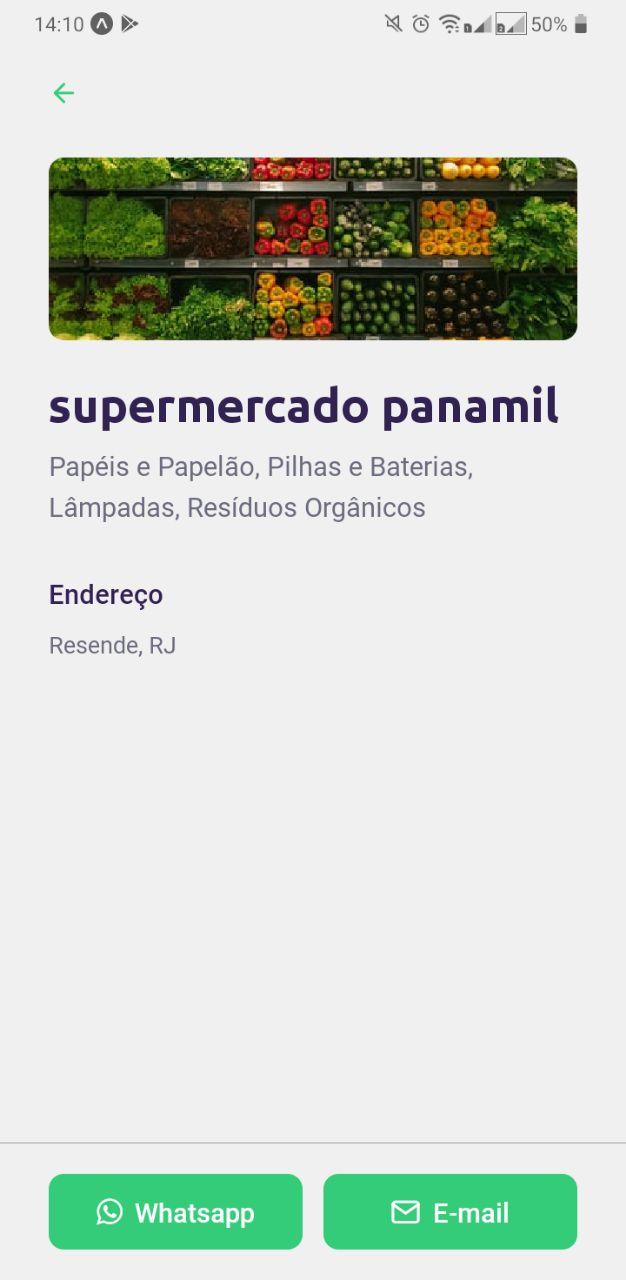 14:10 50%
supermercado panamil
Papéis e Papelão, Pilhas e Baterias,
Lâmpadas, Resíduos Orgânicos
Endereço
Resende, RJ
Whatsapp
E-mail